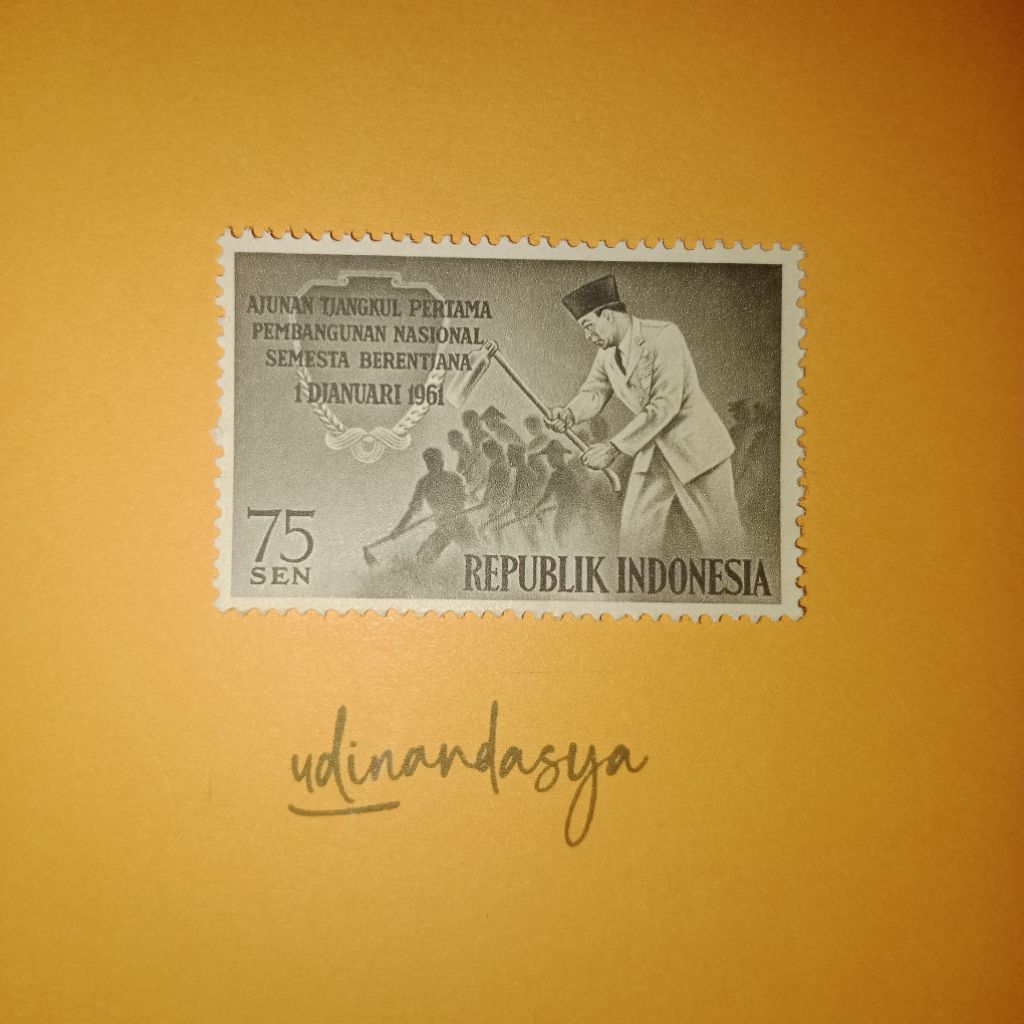 AJUNAN TJANGKUL PERTAMA
PEMBANGUNAN NASIONAL
SEMESTA BERENTJANA
1 DJANUARI 1961
75
SEN
REPUBLIK INDONESIA
udinandasya